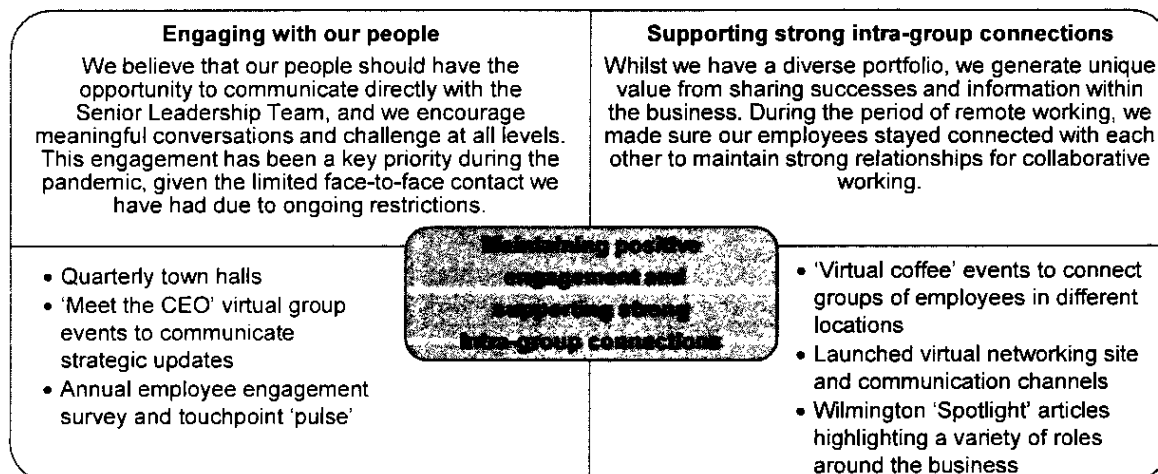 Engaging with our people
We believe that our people should have the
opportunity to communicate directly with the
Senior Leadership Team, and we encourage
meaningful conversations and challenge at all levels.
This engagement has been a key priority during the
pandemic, given the limited face-to-face contact we
have had due to ongoing restrictions.
Supporting strong intra-group connections
Whilst we have a diverse portfolio, we generate unique
value from sharing successes and information within
the business. During the period of remote working, we
made sure our employees stayed connected with each
other to maintain strong relationships for collaborative
working.
Maintaining positive
engagement and
supporting strong
intra-group connections
• Quarterly town halls
• ‘Meet the CEO’ virtual group
events to communicate
strategic updates
• Annual employee engagement
survey and touchpoint ‘pulse’
• ‘Virtual coffee’ events to connect
groups of employees in different
locations
• Launched virtual networking site
and communication channels
• Wilmington ‘Spotlight’ articles
highlighting a variety of roles
around the business